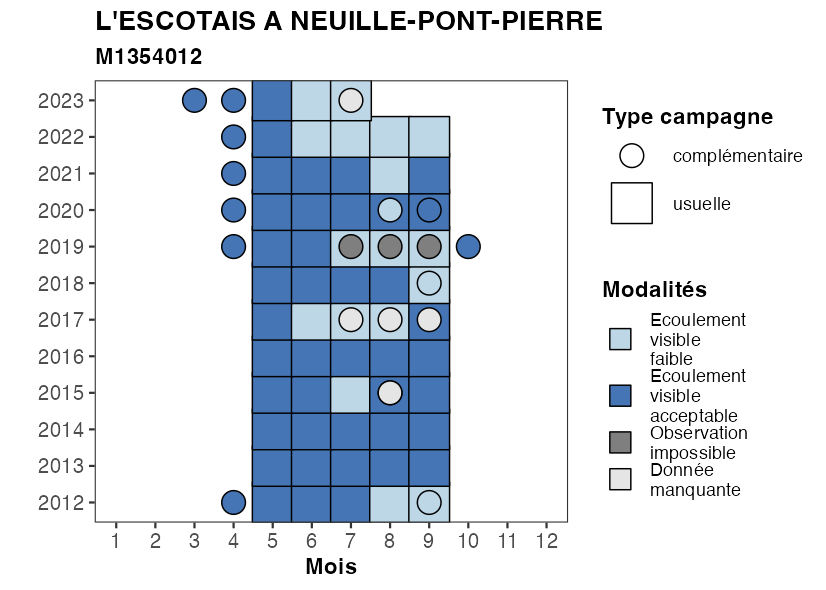 L'ESCOTAIS A NEUILLE-PONT-PIERRE
M1354012
2023
2022
2021
2020
2019
2018
2017
2016
2015
2014
2013
2012
1 2 3 4 5 6 7 8 9 10 11 12
Mois
Type campagne
complémentaire
usuelle
Modalités
Ecoulement
visible
faible
Ecoulement
visible
acceptable
Observation
impossible
Donnée
manquante